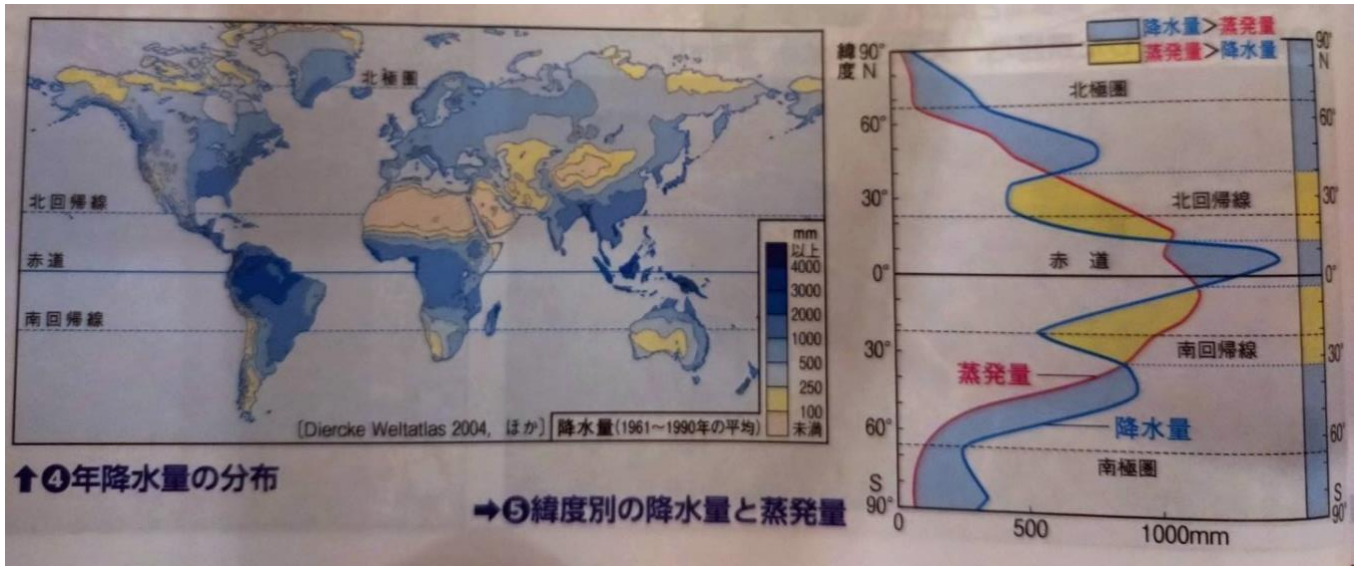 北極圏
北回帰線
赤道
南回帰線
mm
以上
4000
3000
2000
1000
500
250
100
未満
〔Diercke Weltatlas 2004, ほか〕
降水量(1961〜1990年の平均)
⬆❹年降水量の分布
➡❺緯度別の降水量と蒸発量
降水量>蒸発量
蒸発量>降水量
緯度
90°
N
60°
30°
0°
30°
60°
S
90°
北極圏
北回帰線
赤道
南回帰線
蒸発量
降水量
南極圏
90°
N
60°
30°
0°
30°
60°
S
90°
0
500
1000mm